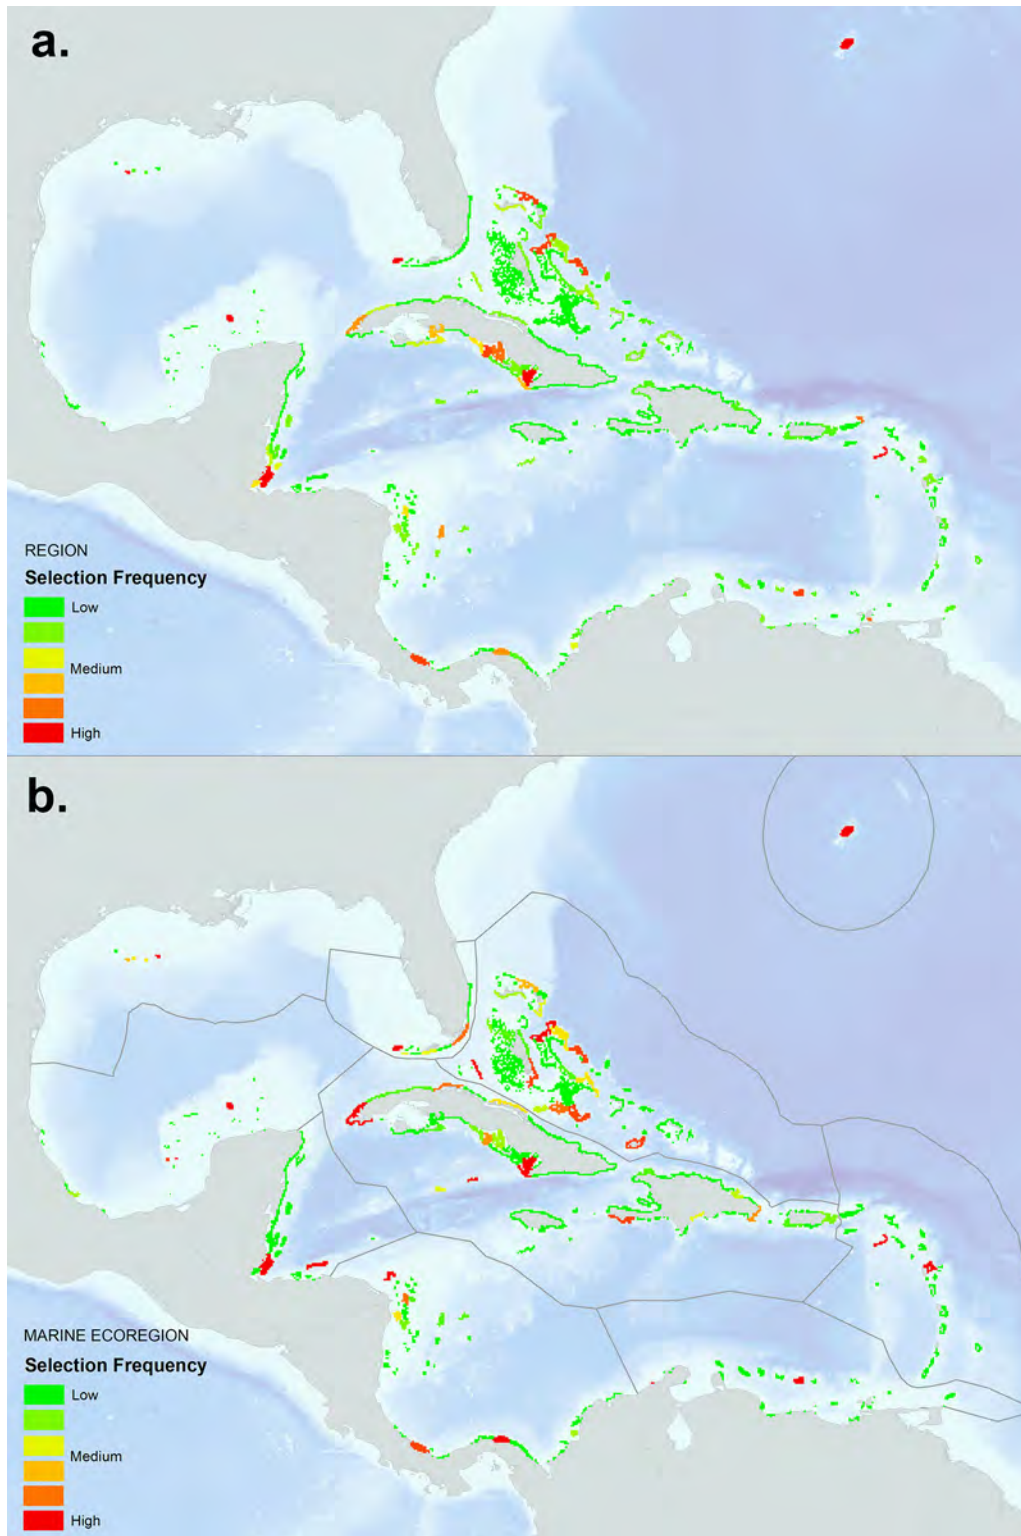 a.
REGION
Selection Frequency
Low
Medium
High
b.
MARINE ECOREGION
Selection Frequency
Low
Medium
High